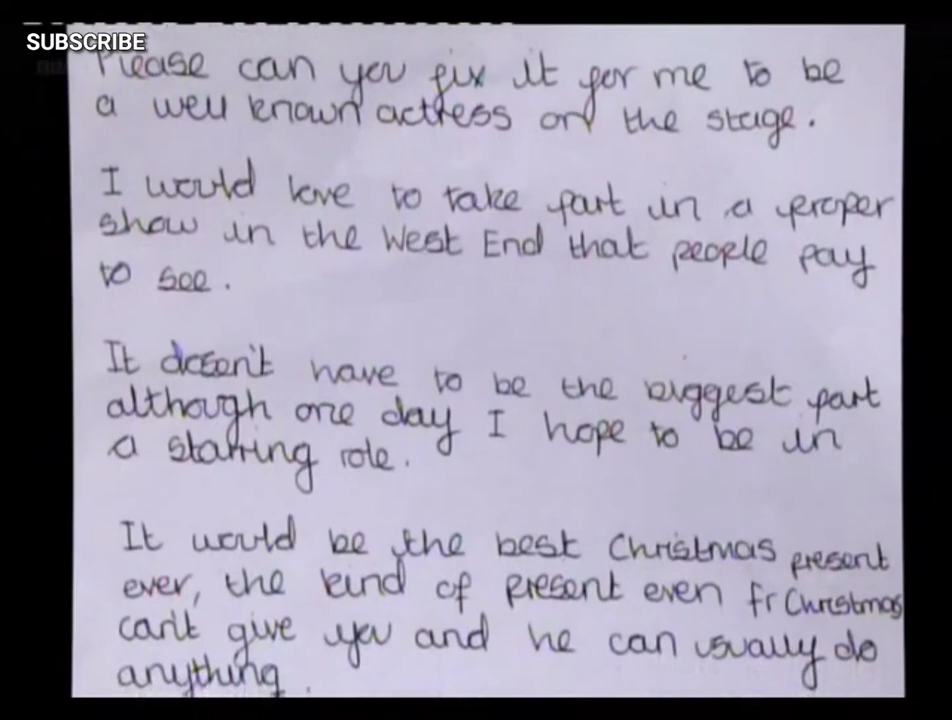 SUBSCRIBE
Please can you fix it for me to be
a well known actress on the stage.
I would love to take part in a proper
show in the West End that people pay
to see.
It doesn't have to be the biggest part
although one day I hope to be in
a starring role.
It would be the best Christmas present
ever, the kind of present even fr Christmas
can't give you and he can usually do
anything.